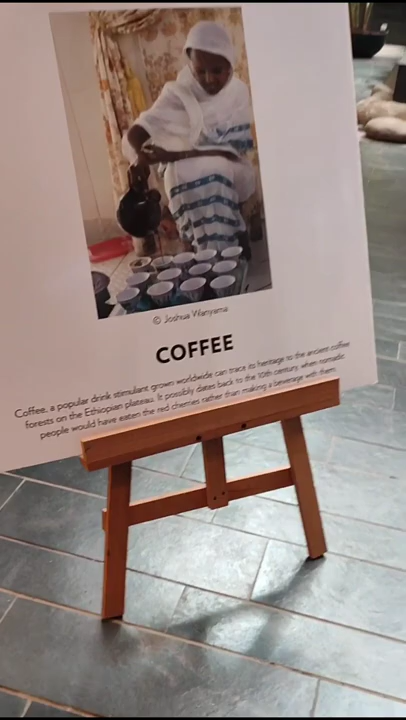 © Joshua Wanyama
COFFEE
Coffee, a popular drink stimulant grown worldwide can trace its heritage to the ancient coffee
forests on the Ethiopian plateau. It possibly dates back to the 10th century, when nomadic
people would have eaten the red cherries rather than making a beverage with them.